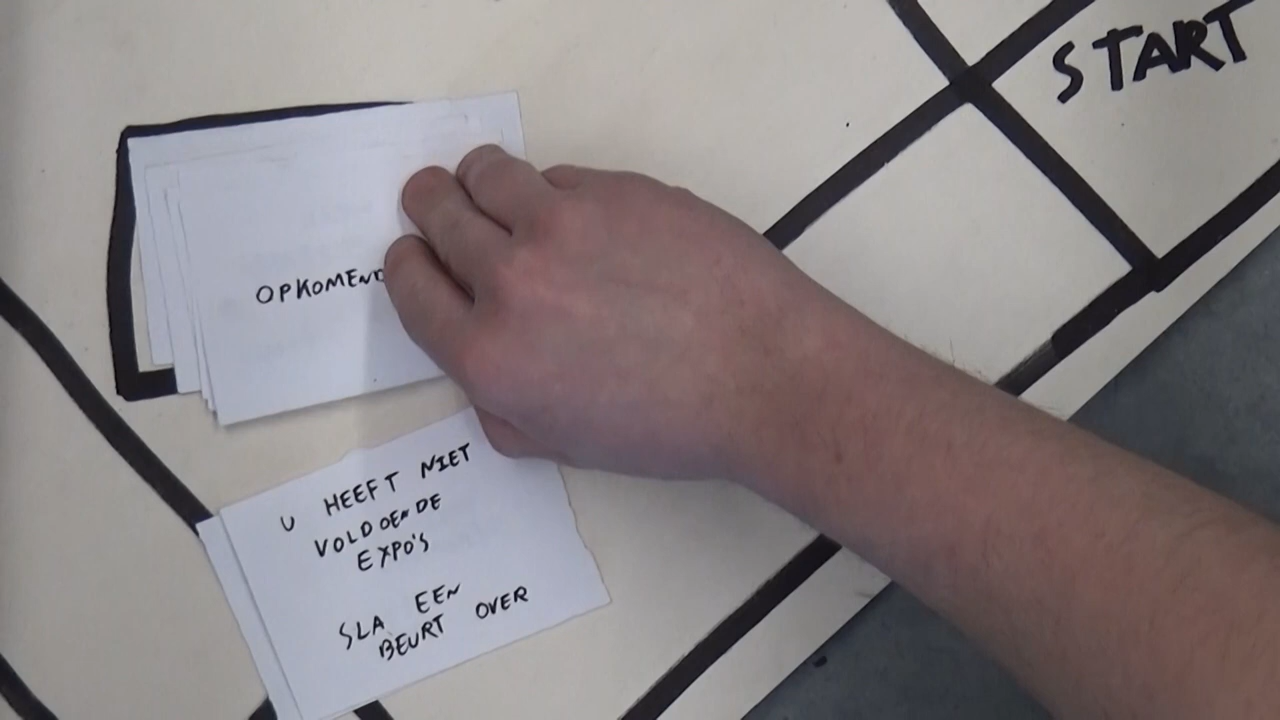 START
OPKOMEND
U HEEFT NIET
VOLDOENDE
EXPO'S
SLA EEN
BEURT OVER